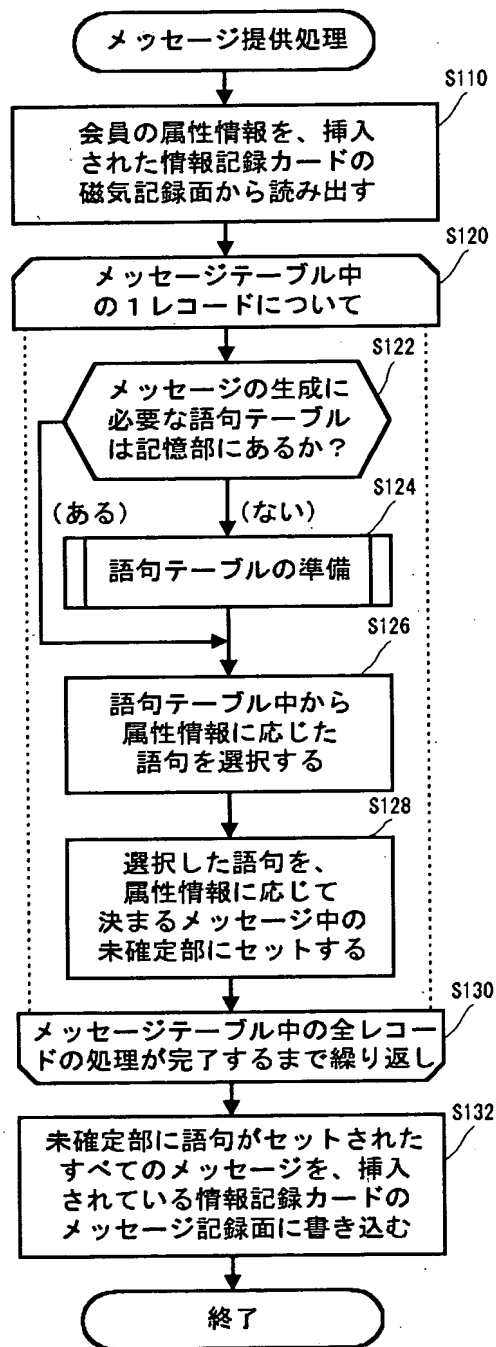 メッセージ提供処理
S110
会員の属性情報を、挿入
された情報記録カードの
磁気記録面から読み出す
S120
メッセージテーブル中
の1レコードについて
S122
メッセージの生成に
必要な語句テーブル
は記憶部にあるか?
(ある)
(ない)
S124
語句テーブルの準備
S126
語句テーブル中から
属性情報に応じた
語句を選択する
S128
選択した語句を、
属性情報に応じて
決まるメッセージ中の
未確定部にセットする
S130
メッセージテーブル中の全レコー
ドの処理が完了するまで繰り返し
S132
未確定部に語句がセットされた
すべてのメッセージを、挿入
されている情報記録カードの
メッセージ記録面に書き込む
終了